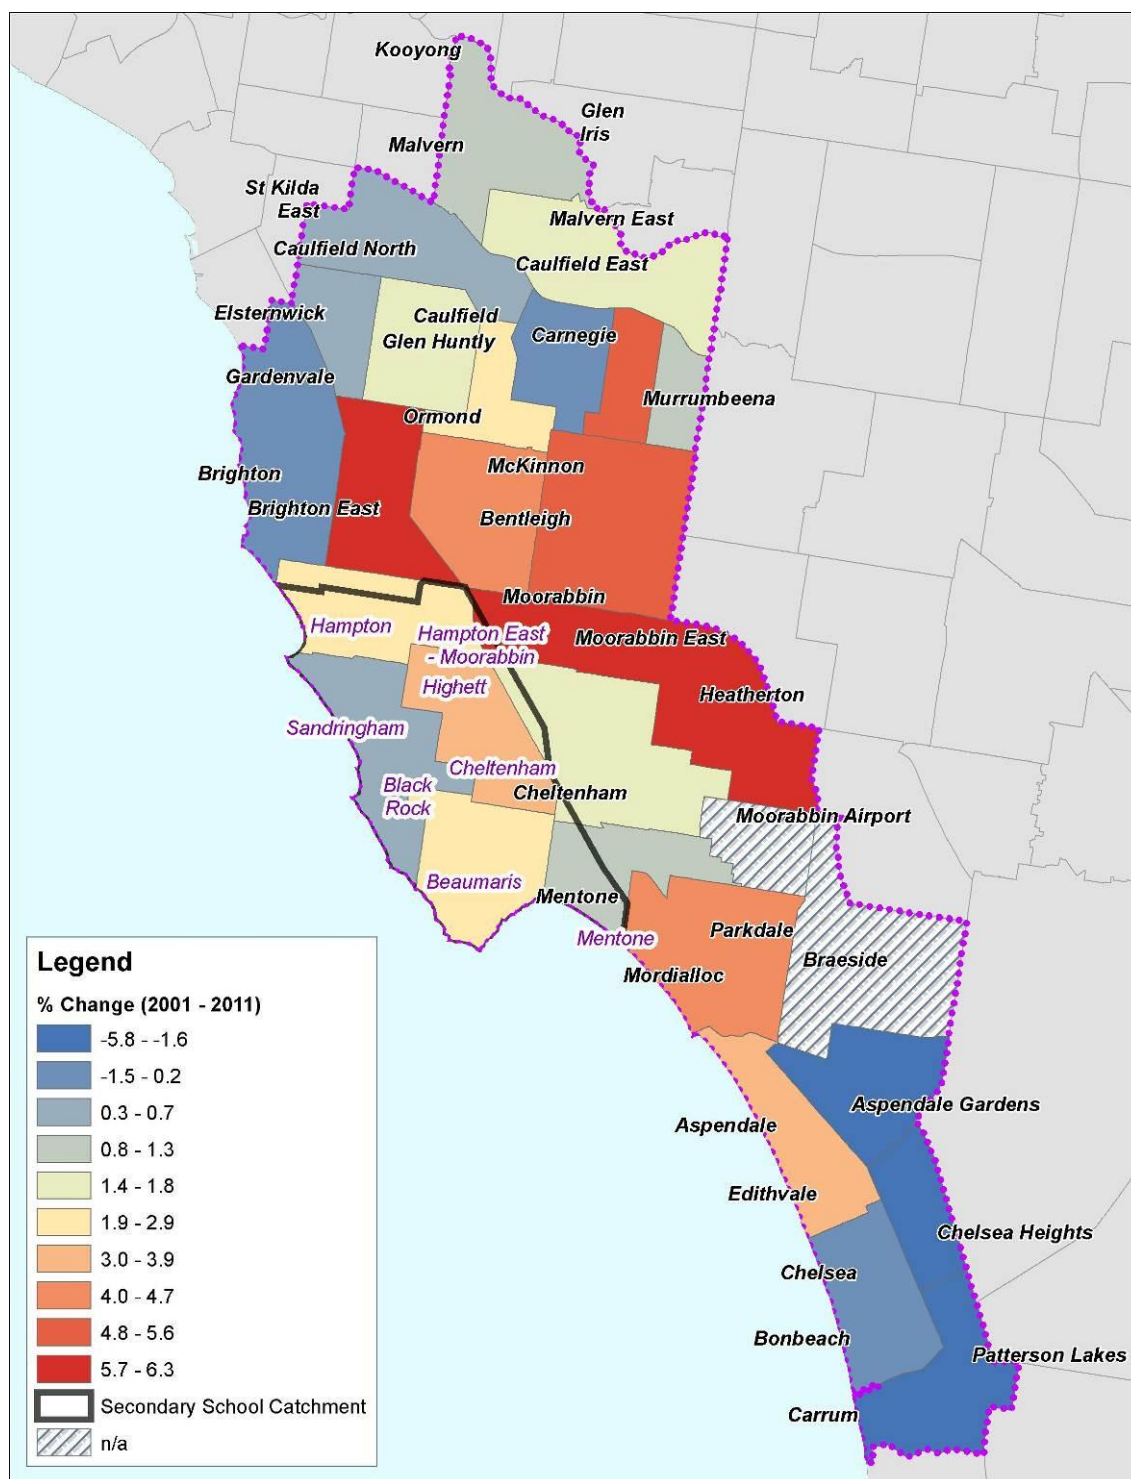 Kooyong
Glen
Iris
Malvern
St Kilda
East
Malvern East
Caulfield North
Caulfield East
Elsternwick
Caulfield
Glen Huntly
Carnegie
Gardenvale
Murrumbeena
Ormond
Brighton
McKinnon
Brighton East
Bentleigh
Moorabbin
Hampton
Hampton East
- Moorabbin
Moorabbin East
Highett
Heatherton
Sandringham
Cheltenham
Black
Rock
Cheltenham
Moorabbin Airport
Beaumaris
Mentone
Mentone
Parkdale
Braeside
Mordialloc
Aspendale Gardens
Aspendale
Edithvale
Chelsea Heights
Chelsea
Bonbeach
Patterson Lakes
Carrum
Legend
% Change (2001 - 2011)
-5.8 - -1.6
-1.5 - 0.2
0.3 - 0.7
0.8 - 1.3
1.4 - 1.8
1.9 - 2.9
3.0 - 3.9
4.0 - 4.7
4.8 - 5.6
5.7 - 6.3
Secondary School Catchment
n/a